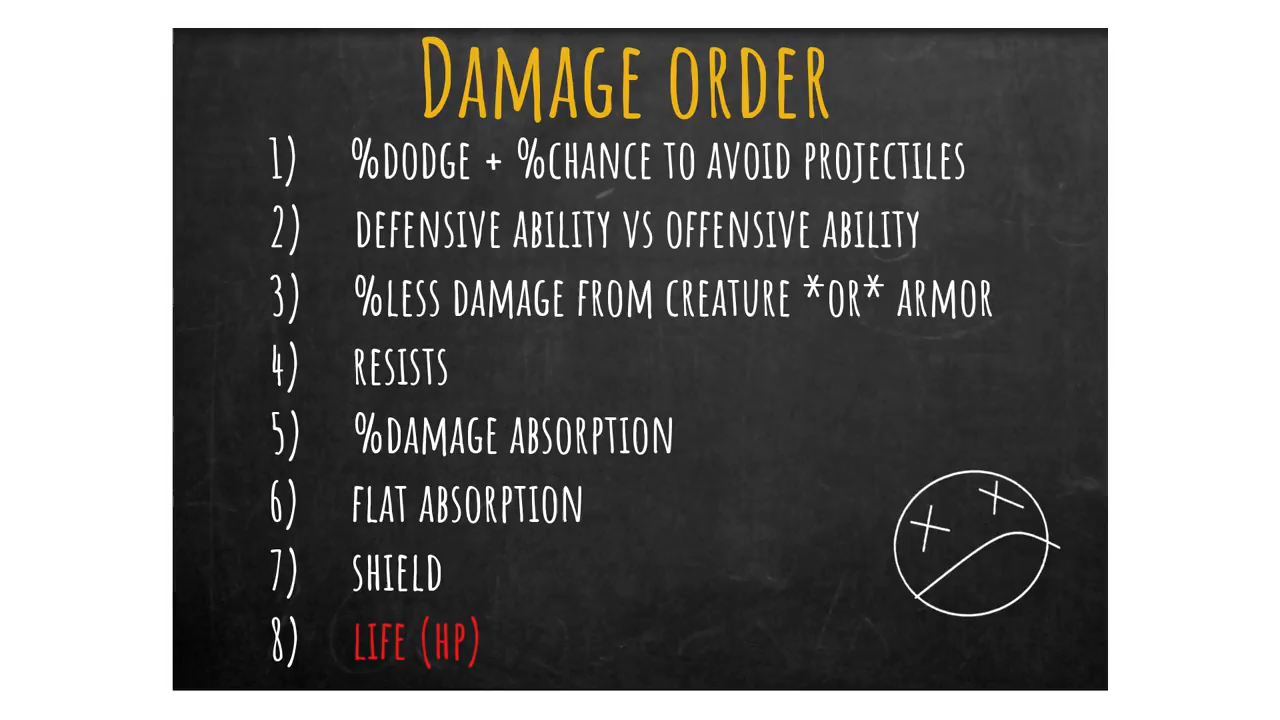 DAMAGE ORDER
1) %DODGE + %CHANCE TO AVOID PROJECTILES
2) DEFENSIVE ABILITY VS OFFENSIVE ABILITY
3) %LESS DAMAGE FROM CREATURE *OR* ARMOR
4) RESISTS
5) %DAMAGE ABSORPTION
6) FLAT ABSORPTION
7) SHIELD
8) LIFE (HP)